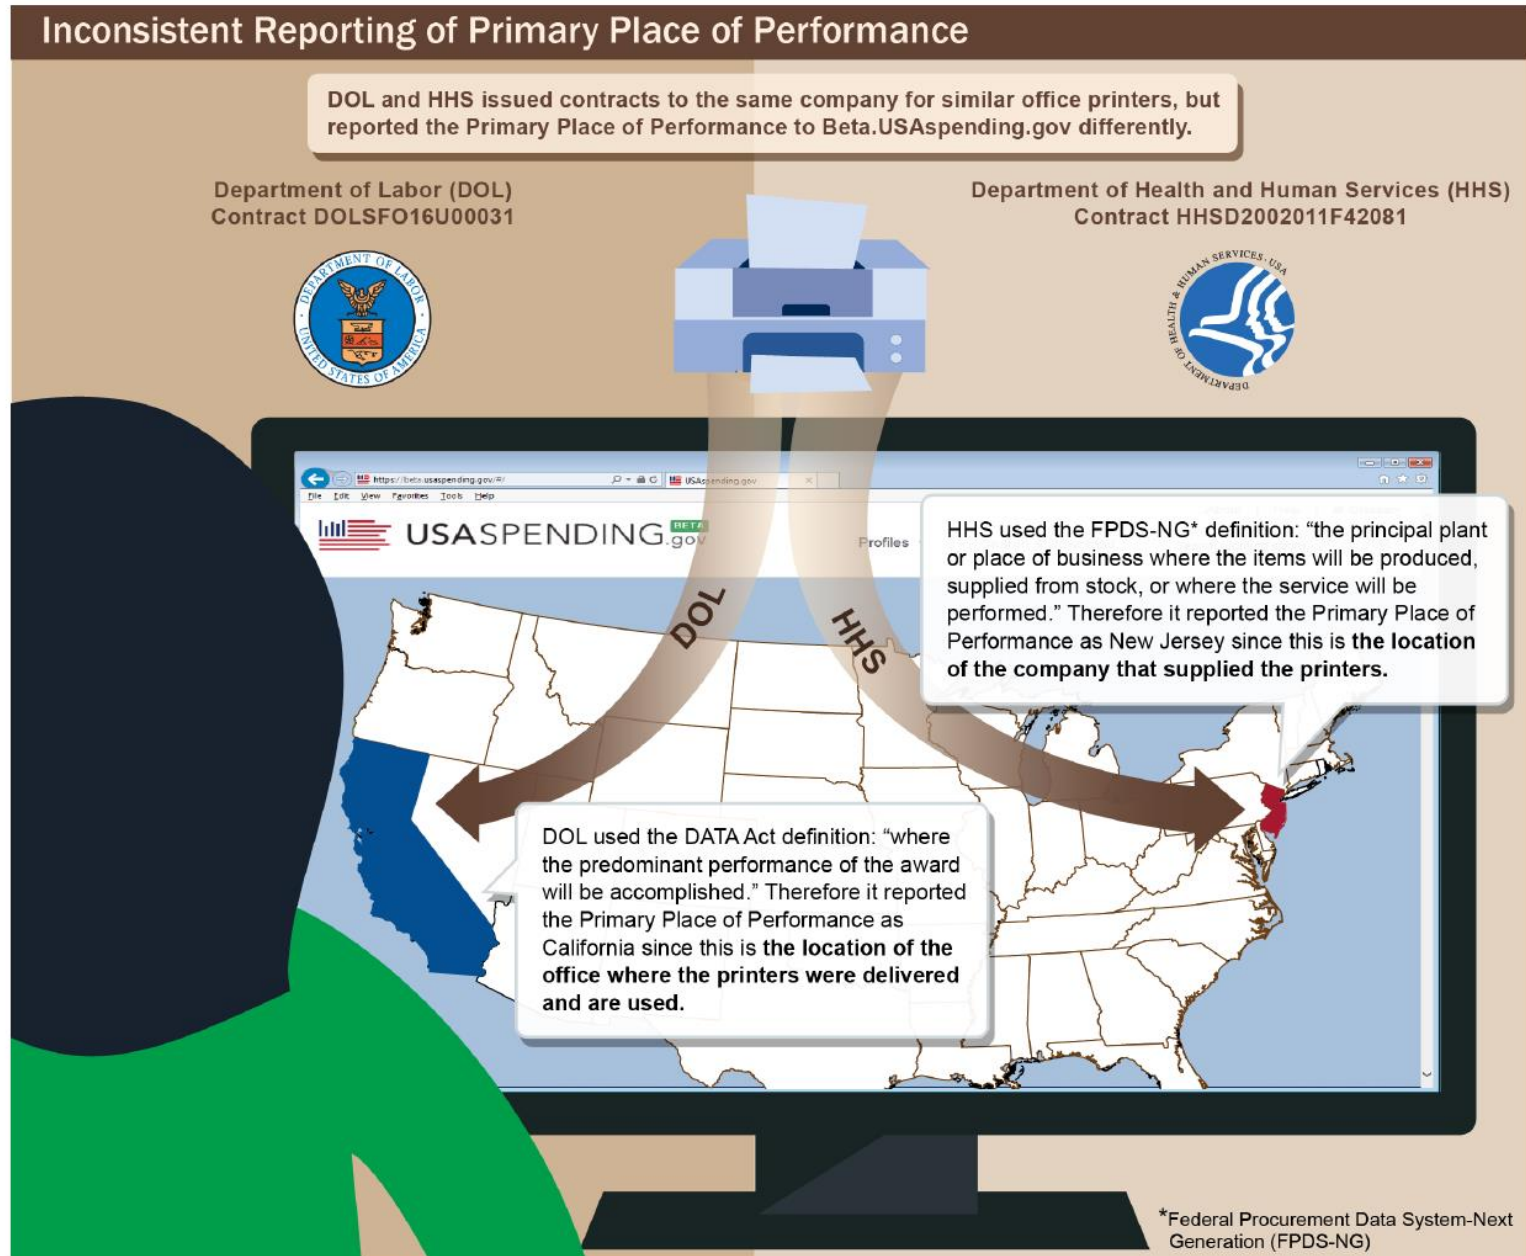 Inconsistent Reporting of Primary Place of Performance
DOL and HHS issued contracts to the same company for similar office printers, but
reported the Primary Place of Performance to Beta.USAspending.gov differently.
Department of Labor (DOL)
Contract DOLSFO16U00031
Department of Health and Human Services (HHS)
Contract HHSD2002011F42081
DEPARTMENT OF LABOR
UNITED STATES OF AMERICA
DEPARTMENT OF HEALTH & HUMAN SERVICES · USA
https://beta.usaspending.gov/#/
USAspending.gov
File Edit View Favorites Tools Help
USASPENDING.gov
BETA
Profiles
DOL
HHS
HHS used the FPDS-NG* definition: “the principal plant
or place of business where the items will be produced,
supplied from stock, or where the service will be
performed.” Therefore it reported the Primary Place of
Performance as New Jersey since this is the location
of the company that supplied the printers.
DOL used the DATA Act definition: “where
the predominant performance of the award
will be accomplished.” Therefore it reported
the Primary Place of Performance as
California since this is the location of the
office where the printers were delivered
and are used.
*Federal Procurement Data System-Next
Generation (FPDS-NG)